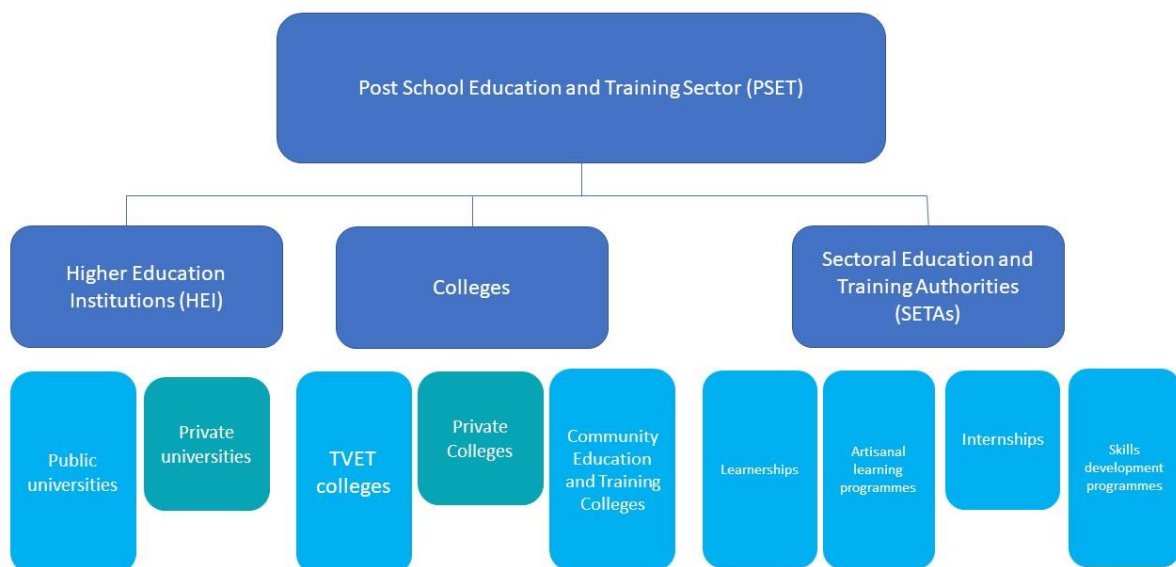 Post School Education and Training Sector (PSET)
Higher Education
Institutions (HEI)
Colleges
Sectoral Education and
Training Authorities
(SETAs)
Public
universities
Private
universities
TVET
colleges
Private
Colleges
Community
Education
and Training
Colleges
Learnerships
Artisanal
learning
programmes
Internships
Skills
development
programmes